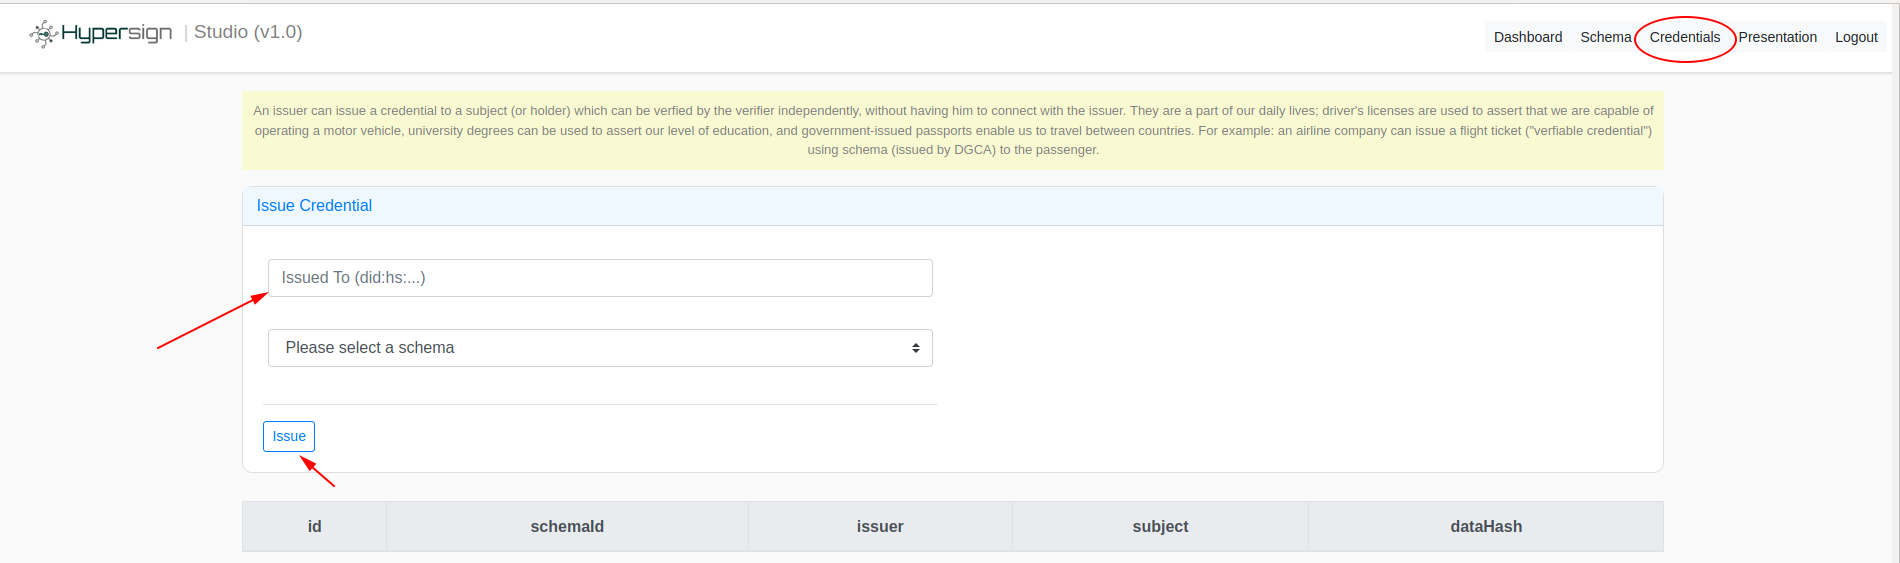 Hypersign | Studio (v1.0)
Dashboard Schema Credentials Presentation Logout
An issuer can issue a credential to a subject (or holder) which can be verfied by the verifier independently, without having him to connect with the issuer. They are a part of our daily lives; driver's licenses are used to assert that we are capable of
operating a motor vehicle, university degrees can be used to assert our level of education, and government-issued passports enable us to travel between countries. For example: an airline company can issue a flight ticket ("verfiable credential")
using schema (issued by DGCA) to the passenger.
Issue Credential
Issued To (did:hs:...)
Please select a schema
Issue
id schemaId issuer subject dataHash